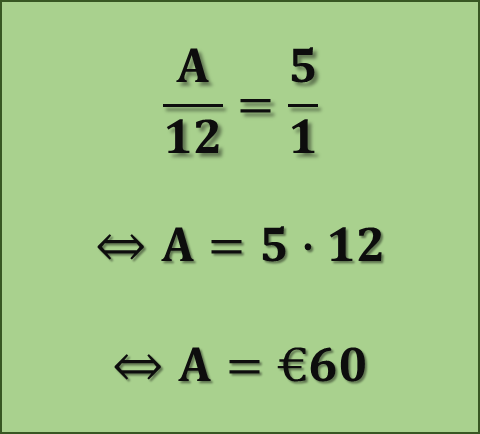 A/12 = 5/1
⇔ A = 5 · 12
⇔ A = €60